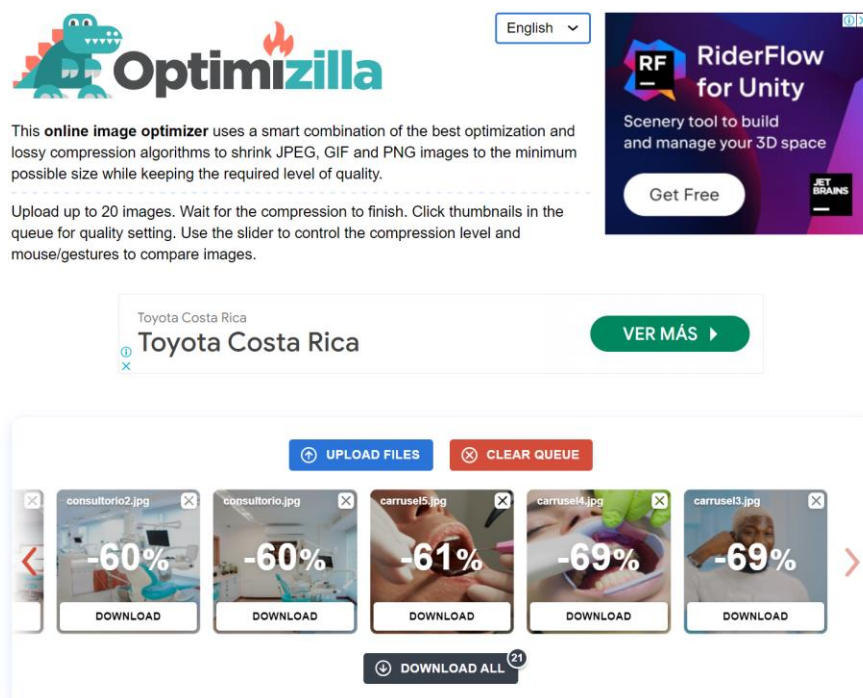 Optimizilla
English
This online image optimizer uses a smart combination of the best optimization and
lossy compression algorithms to shrink JPEG, GIF and PNG images to the minimum
possible size while keeping the required level of quality.
Upload up to 20 images. Wait for the compression to finish. Click thumbnails in the
queue for quality setting. Use the slider to control the compression level and
mouse/gestures to compare images.
RF
RiderFlow
for Unity
Scenery tool to build
and manage your 3D space
Get Free
JET
BRAINS
Toyota Costa Rica
Toyota Costa Rica
VER MÁS
UPLOAD FILES
CLEAR QUEUE
consultorio2.jpg
-60%
DOWNLOAD
consultorio.jpg
-60%
DOWNLOAD
carrusel5.jpg
-61%
DOWNLOAD
carrusel4.jpg
-69%
DOWNLOAD
carrusel3.jpg
-69%
DOWNLOAD
DOWNLOAD ALL
21